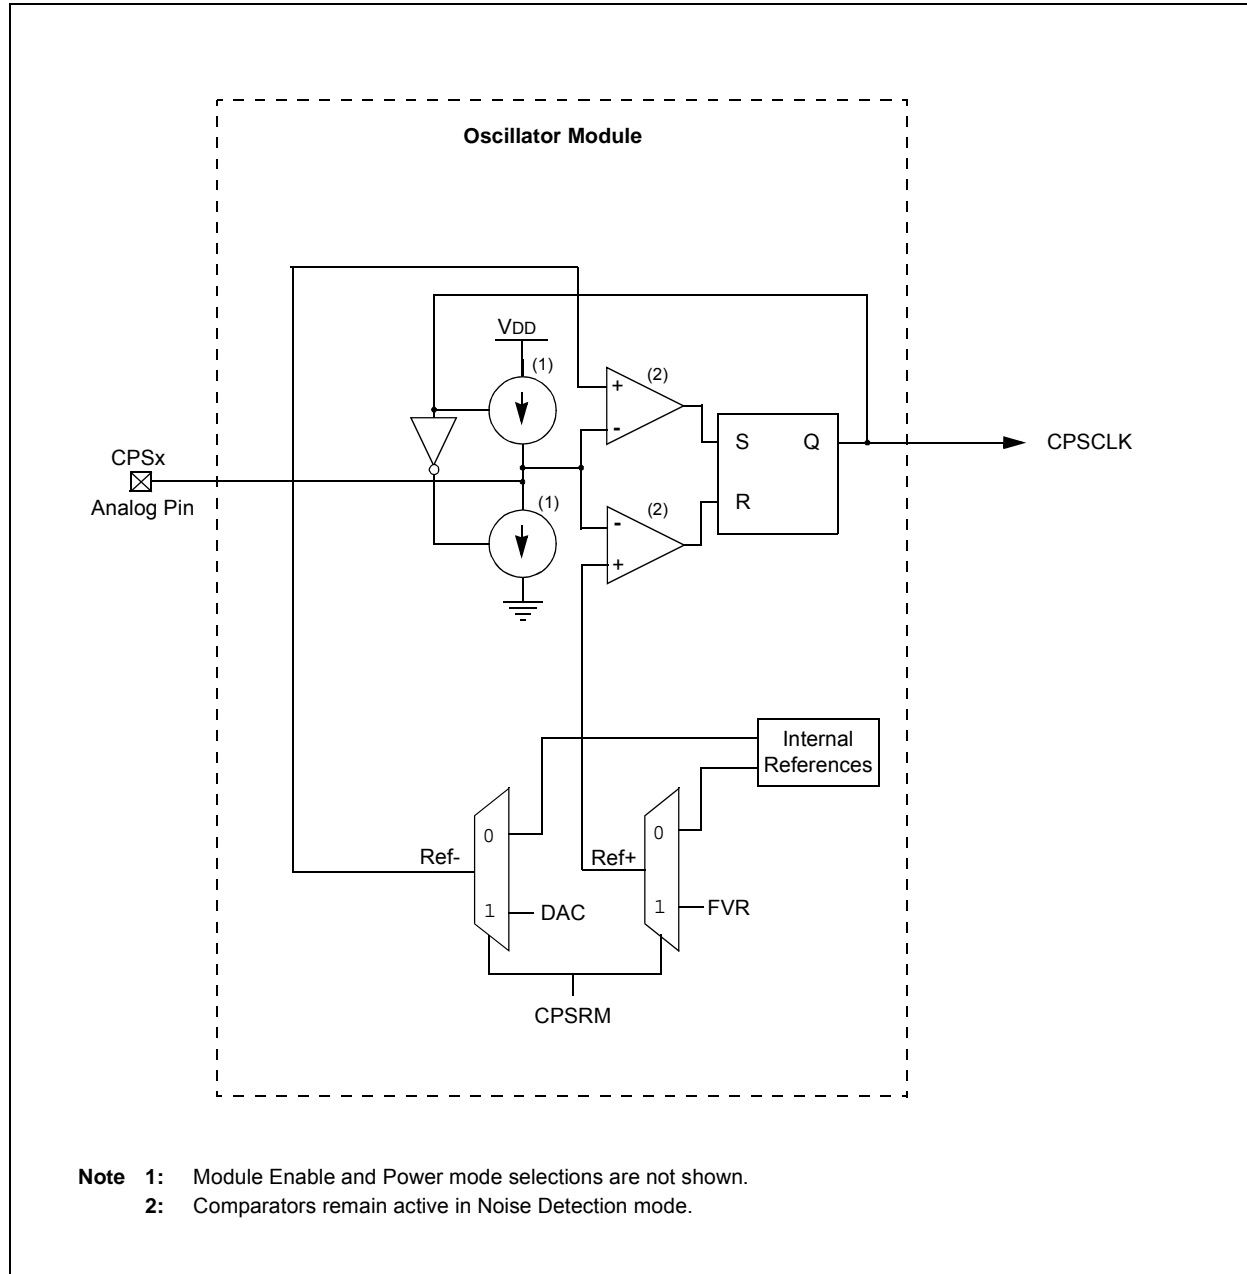 Oscillator Module
VDD
(1)
(2)
+
-
S Q
CPSCLK
CPSx
Analog Pin
(1)
(2)
R
-
+
Internal
References
0
0
Ref-
Ref+
1
DAC
1
FVR
CPSRM
Note 1: Module Enable and Power mode selections are not shown.
2: Comparators remain active in Noise Detection mode.